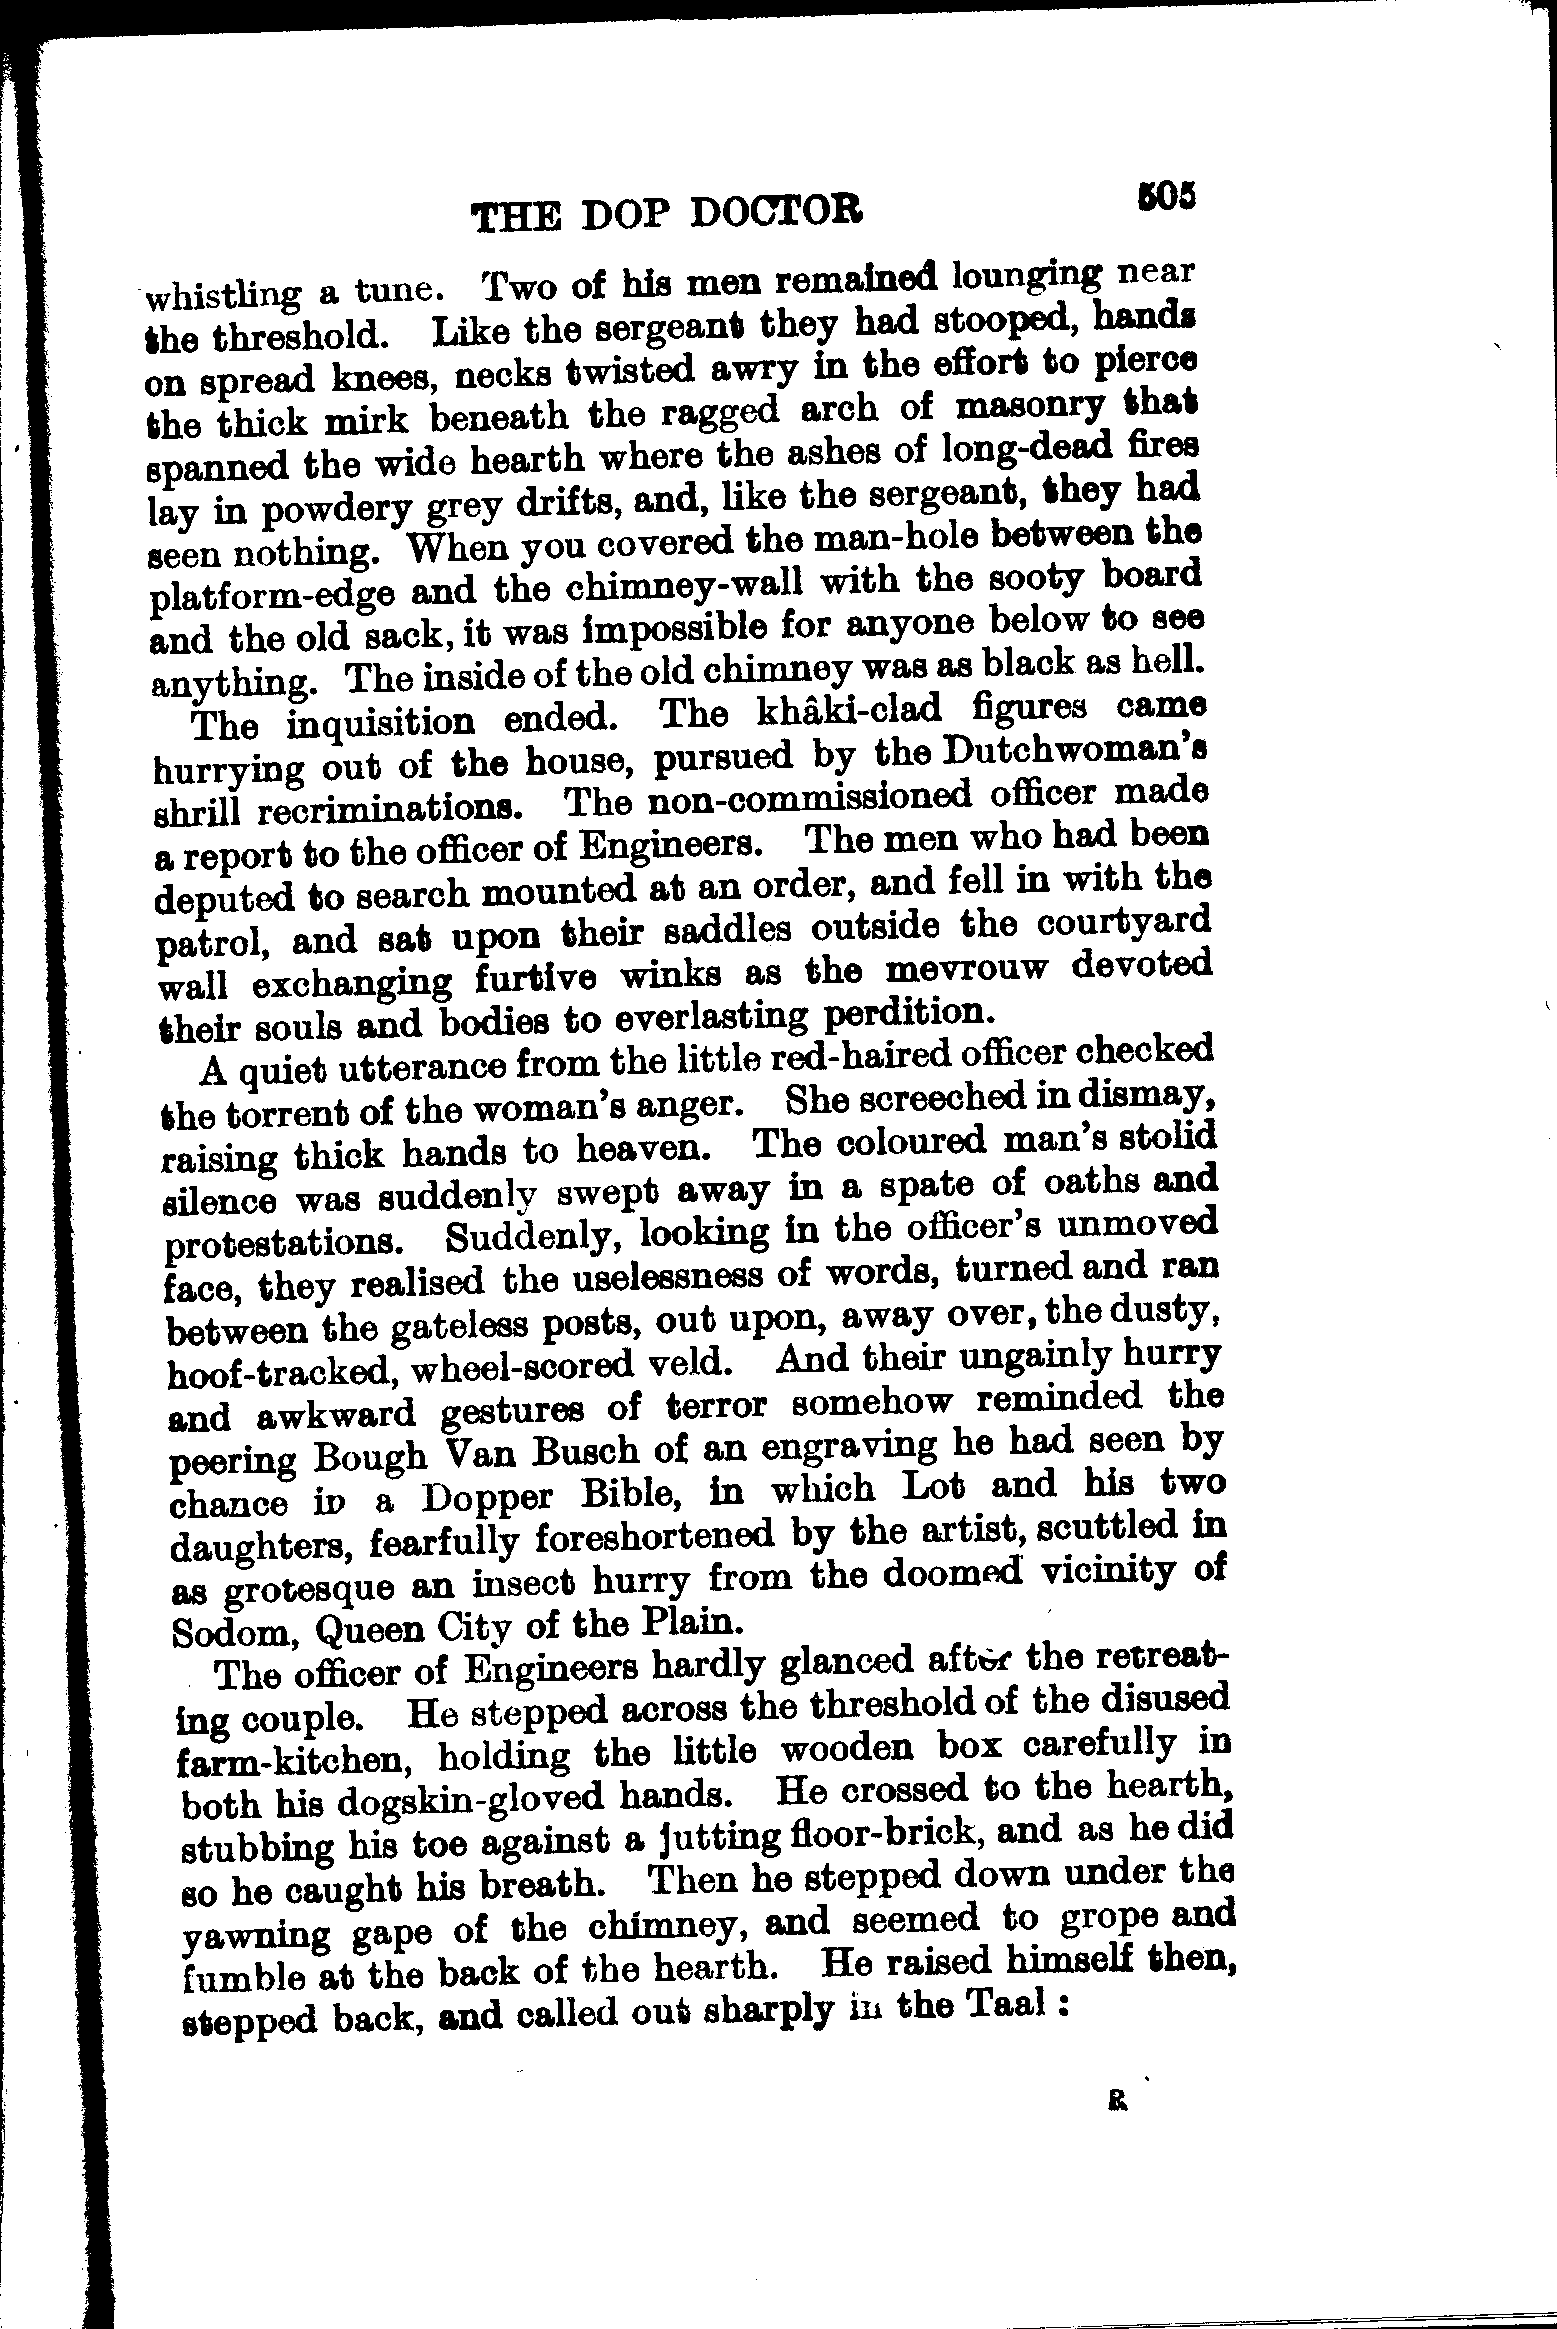 THE DOP DOCTOR 505
whistling a tune. Two of his men remained lounging near
the threshold. Like the sergeant they had stooped, hands
on spread knees, necks twisted awry in the effort to pierce
the thick mirk beneath the ragged arch of masonry that
spanned the wide hearth where the ashes of long-dead fires
lay in powdery grey drifts, and, like the sergeant, they had
seen nothing. When you covered the man-hole between the
platform-edge and the chimney-wall with the sooty board
and the old sack, it was impossible for anyone below to see
anything. The inside of the old chimney was as black as hell.
The inquisition ended. The khâki-clad figures came
hurrying out of the house, pursued by the Dutchwoman's
shrill recriminations. The non-commissioned officer made
a report to the officer of Engineers. The men who had been
deputed to search mounted at an order, and fell in with the
patrol, and sat upon their saddles outside the courtyard
wall exchanging furtive winks as the mevrouw devoted
their souls and bodies to everlasting perdition.
A quiet utterance from the little red-haired officer checked
the torrent of the woman's anger. She screeched in dismay,
raising thick hands to heaven. The coloured man's stolid
silence was suddenly swept away in a spate of oaths and
protestations. Suddenly, looking in the officer's unmoved
face, they realised the uselessness of words, turned and ran
between the gateless posts, out upon, away over, the dusty,
hoof-tracked, wheel-scored veld. And their ungainly hurry
and awkward gestures of terror somehow reminded the
peering Bough Van Busch of an engraving he had seen by
chance in a Dopper Bible, in which Lot and his two
daughters, fearfully foreshortened by the artist, scuttled in
as grotesque an insect hurry from the doomed vicinity of
Sodom, Queen City of the Plain.
The officer of Engineers hardly glanced after the retreat-
ing couple. He stepped across the threshold of the disused
farm-kitchen, holding the little wooden box carefully in
both his dogskin-gloved hands. He crossed to the hearth,
stubbing his toe against a jutting floor-brick, and as he did
so he caught his breath. Then he stepped down under the
yawning gape of the chimney, and seemed to grope and
fumble at the back of the hearth. He raised himself then,
stepped back, and called out sharply in the Taal :
R